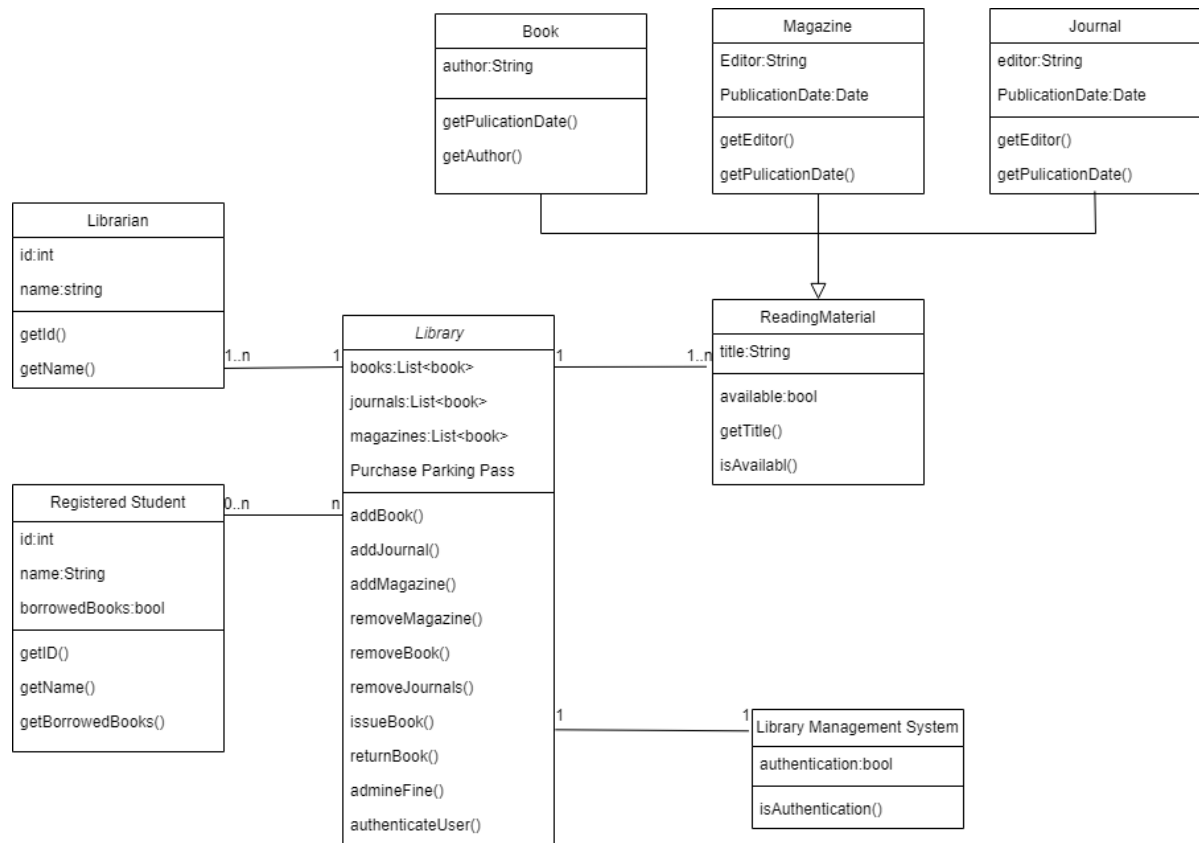 Book
author:String
getPulicationDate()
getAuthor()
Magazine
Editor:String
PublicationDate:Date
getEditor()
getPulicationDate()
Journal
editor:String
PublicationDate:Date
getEditor()
getPulicationDate()
Librarian
id:int
name:string
getId()
getName()
1..n
1
Library
books:List<book>
journals:List<book>
magazines:List<book>
Purchase Parking Pass
addBook()
addJournal()
addMagazine()
removeMagazine()
removeBook()
removeJournals()
issueBook()
returnBook()
admineFine()
authenticateUser()
1
1..n
ReadingMaterial
title:String
available:bool
getTitle()
isAvailabl()
Registered Student
id:int
name:String
borrowedBooks:bool
getID()
getName()
getBorrowedBooks()
0..n
n
1
1
Library Management System
authentication:bool
isAuthentication()